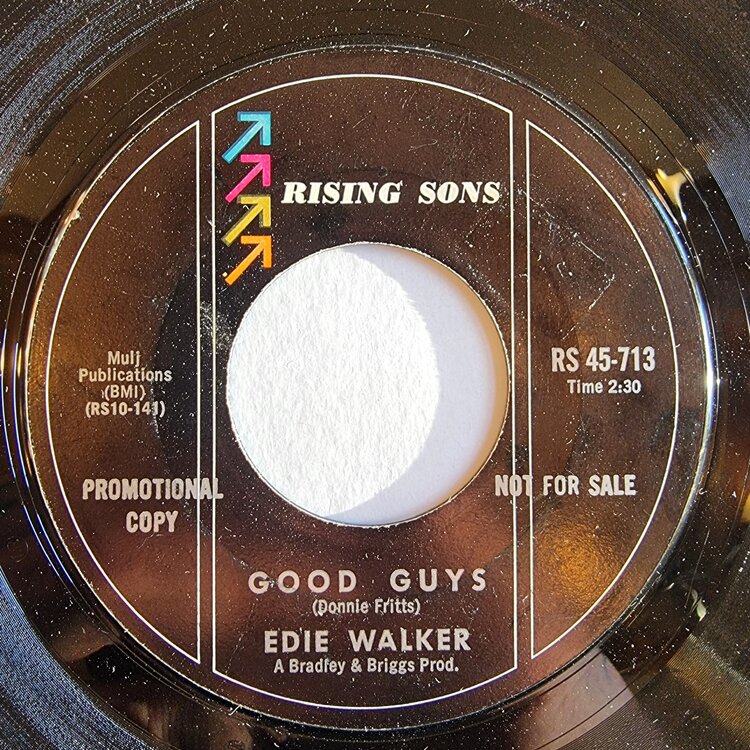 RISING SONS
Mulj
Publications
(BMI)
(RS10-141)
RS 45-713
Time 2:30
PROMOTIONAL
COPY
NOT FOR SALE
GOOD GUYS
(Donnie Fritts)
EDIE WALKER
A Bradley & Briggs Prod.